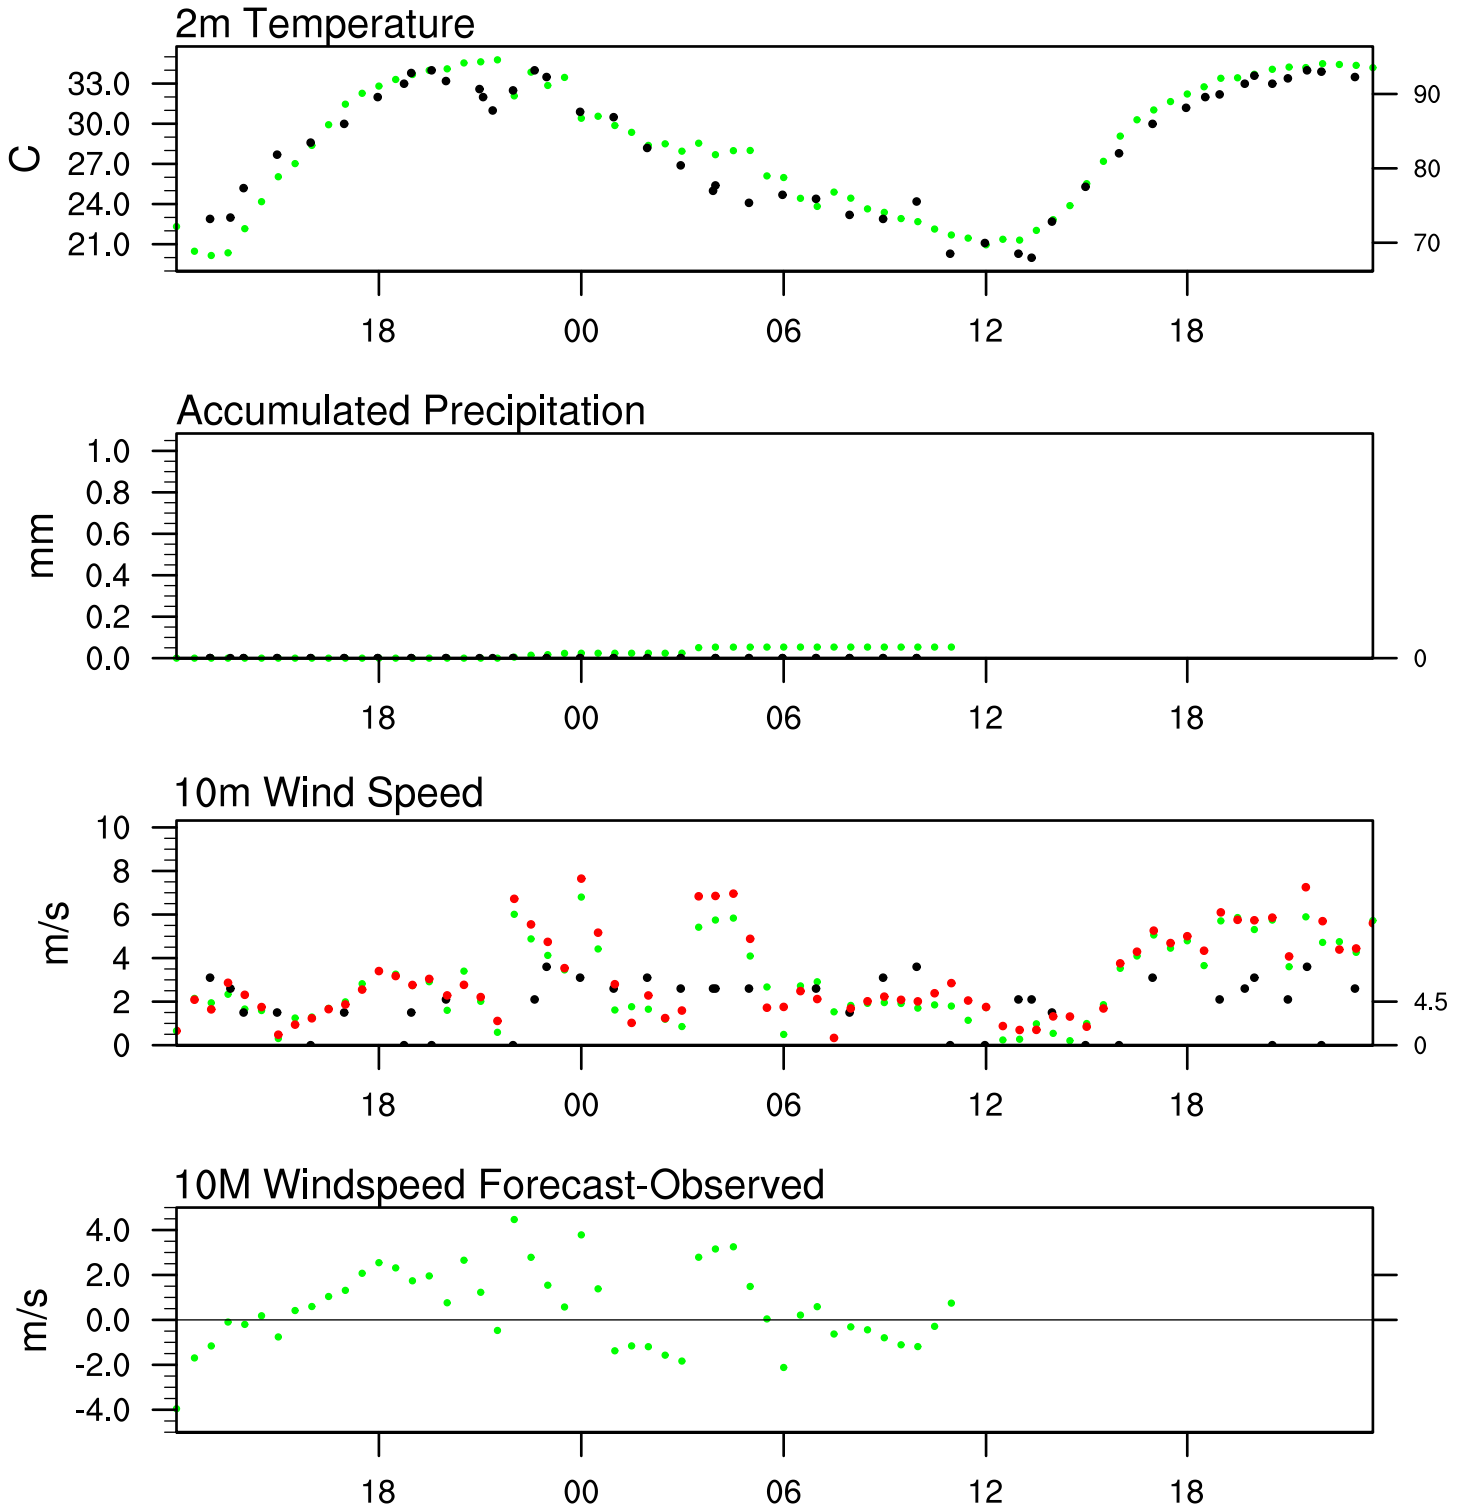 2m Temperature
C
33.0
30.0
27.0
24.0
21.0
90
80
70
18 00 06 12 18
Accumulated Precipitation
mm
1.0
0.8
0.6
0.4
0.2
0.0
0
18 00 06 12 18
10m Wind Speed
m/s
10
8
6
4
2
0
4.5
0
18 00 06 12 18
10M Windspeed Forecast-Observed
m/s
4.0
2.0
0.0
-2.0
-4.0
18 00 06 12 18